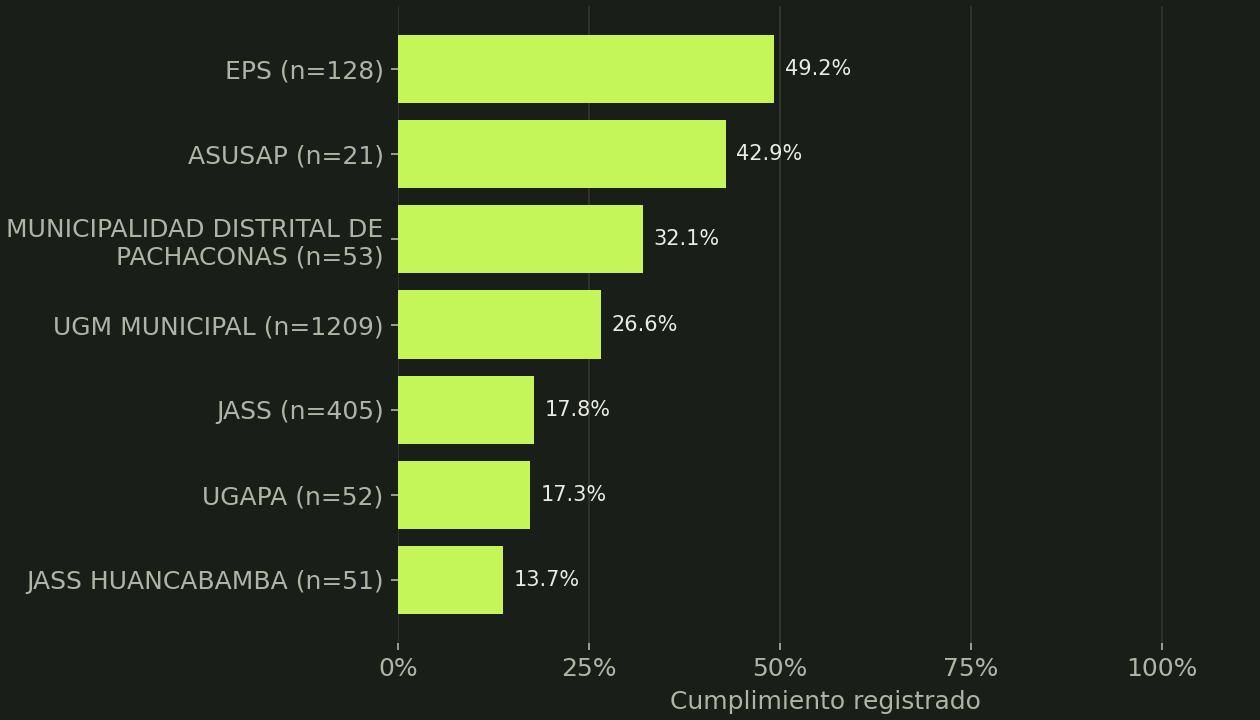 EPS (n=128)
49.2%
ASUSAP (n=21)
42.9%
MUNICIPALIDAD DISTRITAL DE
PACHACONAS (n=53)
32.1%
UGM MUNICIPAL (n=1209)
26.6%
JASS (n=405)
17.8%
UGAPA (n=52)
17.3%
JASS HUANCABAMBA (n=51)
13.7%
0% 25% 50% 75% 100%
Cumplimiento registrado